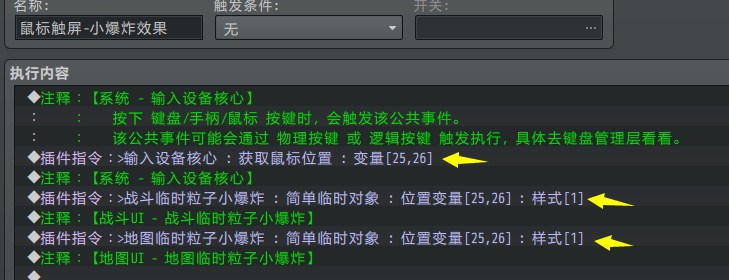 名称: 触发条件: 开关:
鼠标触屏-小爆炸效果 无 ...
执行内容
◆注释：【系统 - 输入设备核心】
： ： 按下 键盘/手柄/鼠标 按键时，会触发该公共事件。
： ： 该公共事件可能会通过 物理按键 或 逻辑按键 触发执行，具体去键盘管理层看看。
◆插件指令：>输入设备核心 : 获取鼠标位置 : 变量[25,26]
◆注释：【系统 - 输入设备核心】
◆插件指令：>战斗临时粒子小爆炸 : 简单临时对象 : 位置变量[25,26] : 样式[1]
◆注释：【战斗UI - 战斗临时粒子小爆炸】
◆插件指令：>地图临时粒子小爆炸 : 简单临时对象 : 位置变量[25,26] : 样式[1]
◆注释：【地图UI - 地图临时粒子小爆炸】
◆